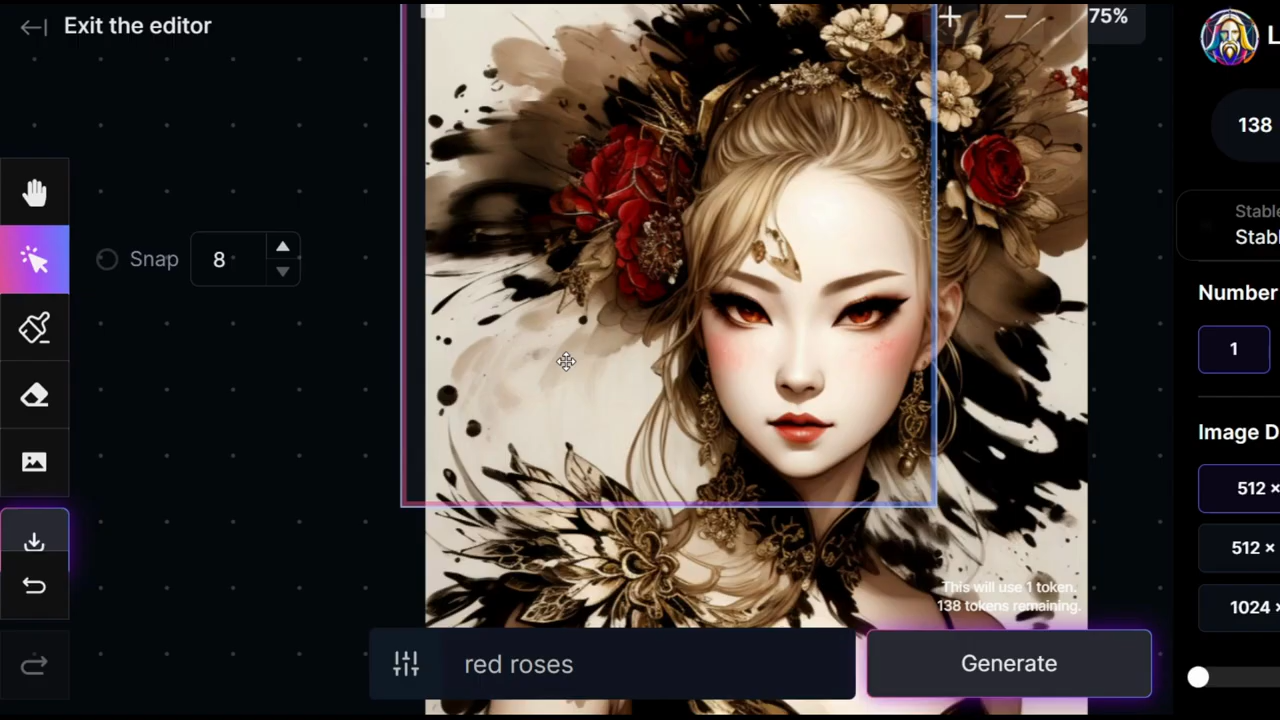 Exit the editor
75%
L
138
Snap
8
Stable
Stabl
Number
1
Image D
512 ×
512 ×
1024 ×
This will use 1 token.
138 tokens remaining.
red roses
Generate